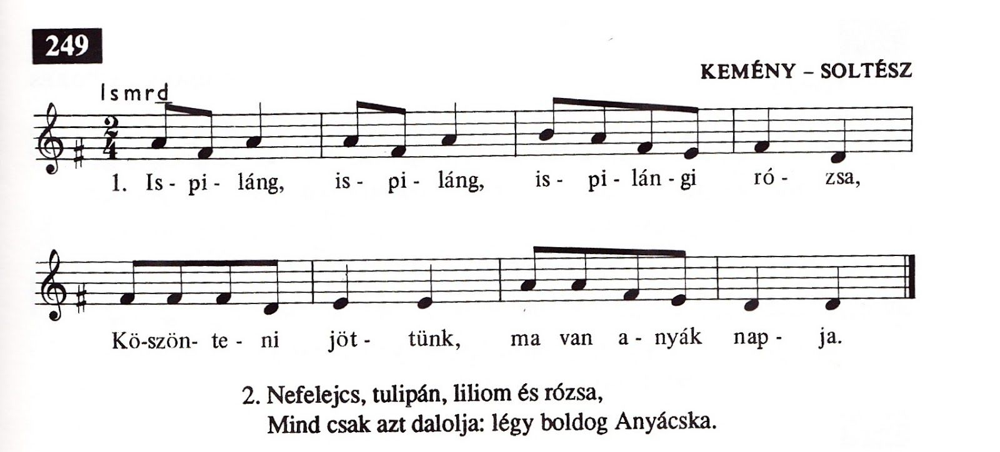 249
KEMÉNY – SOLTÉSZ
l s m r d
2
4
1. Is - pi - láng, is - pi - láng, is - pi - lán - gi ró - zsa,
Kö-szön- te - ni jöt - tünk, ma van a - nyák nap - ja.
2. Nefelejcs, tulipán, liliom és rózsa,
Mind csak azt dalolja: légy boldog Anyácska.